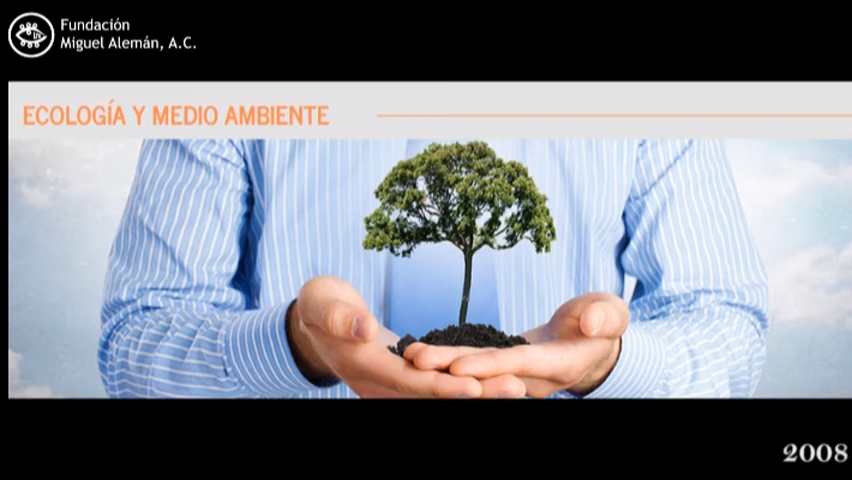 Fundación
Miguel Alemán, A.C.
ECOLOGÍA Y MEDIO AMBIENTE
2008